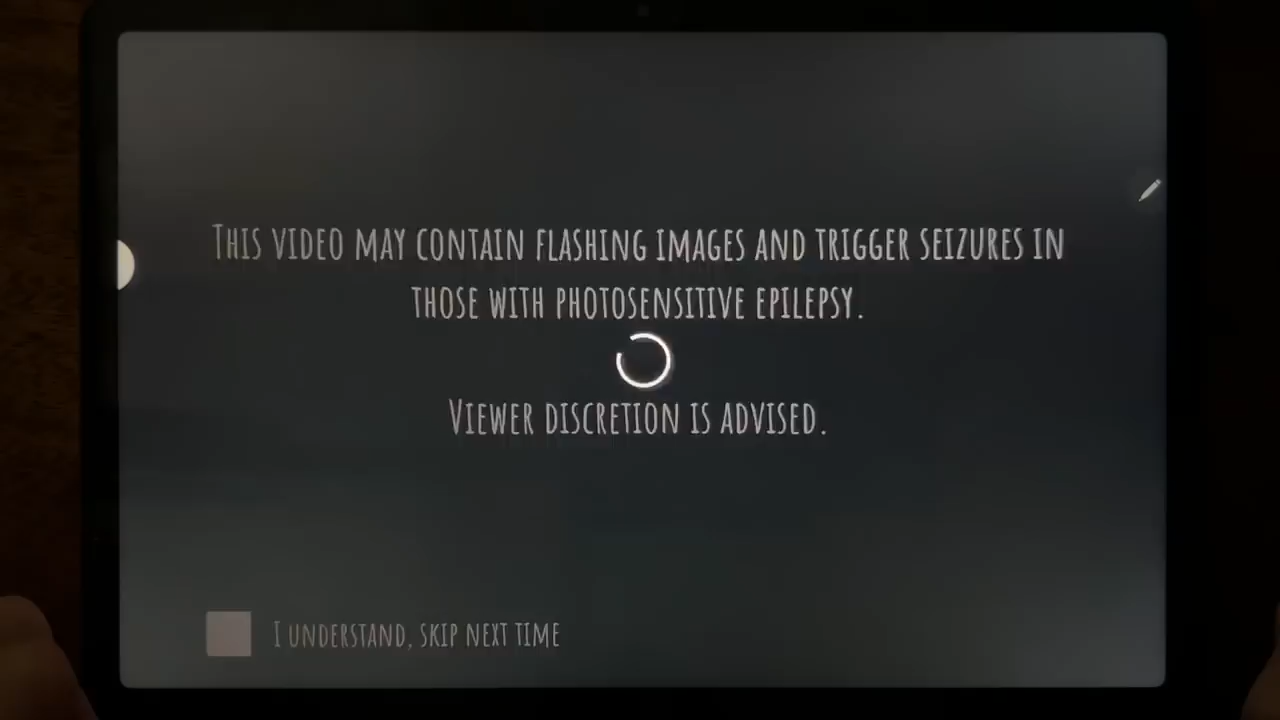 This video may contain flashing images and trigger seizures in
those with photosensitive epilepsy.
Viewer discretion is advised.
I understand, skip next time